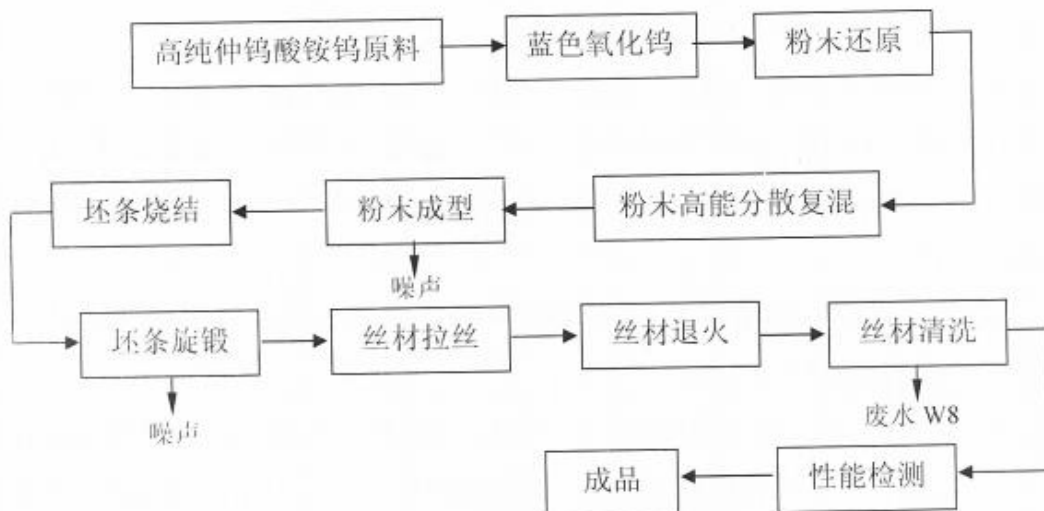 高纯仲钨酸铵钨原料
蓝色氧化钨
粉末还原
坯条烧结
粉末成型
粉末高能分散复混
噪声
坯条旋锻
丝材拉丝
丝材退火
丝材清洗
噪声
废水 W8
成品
性能检测